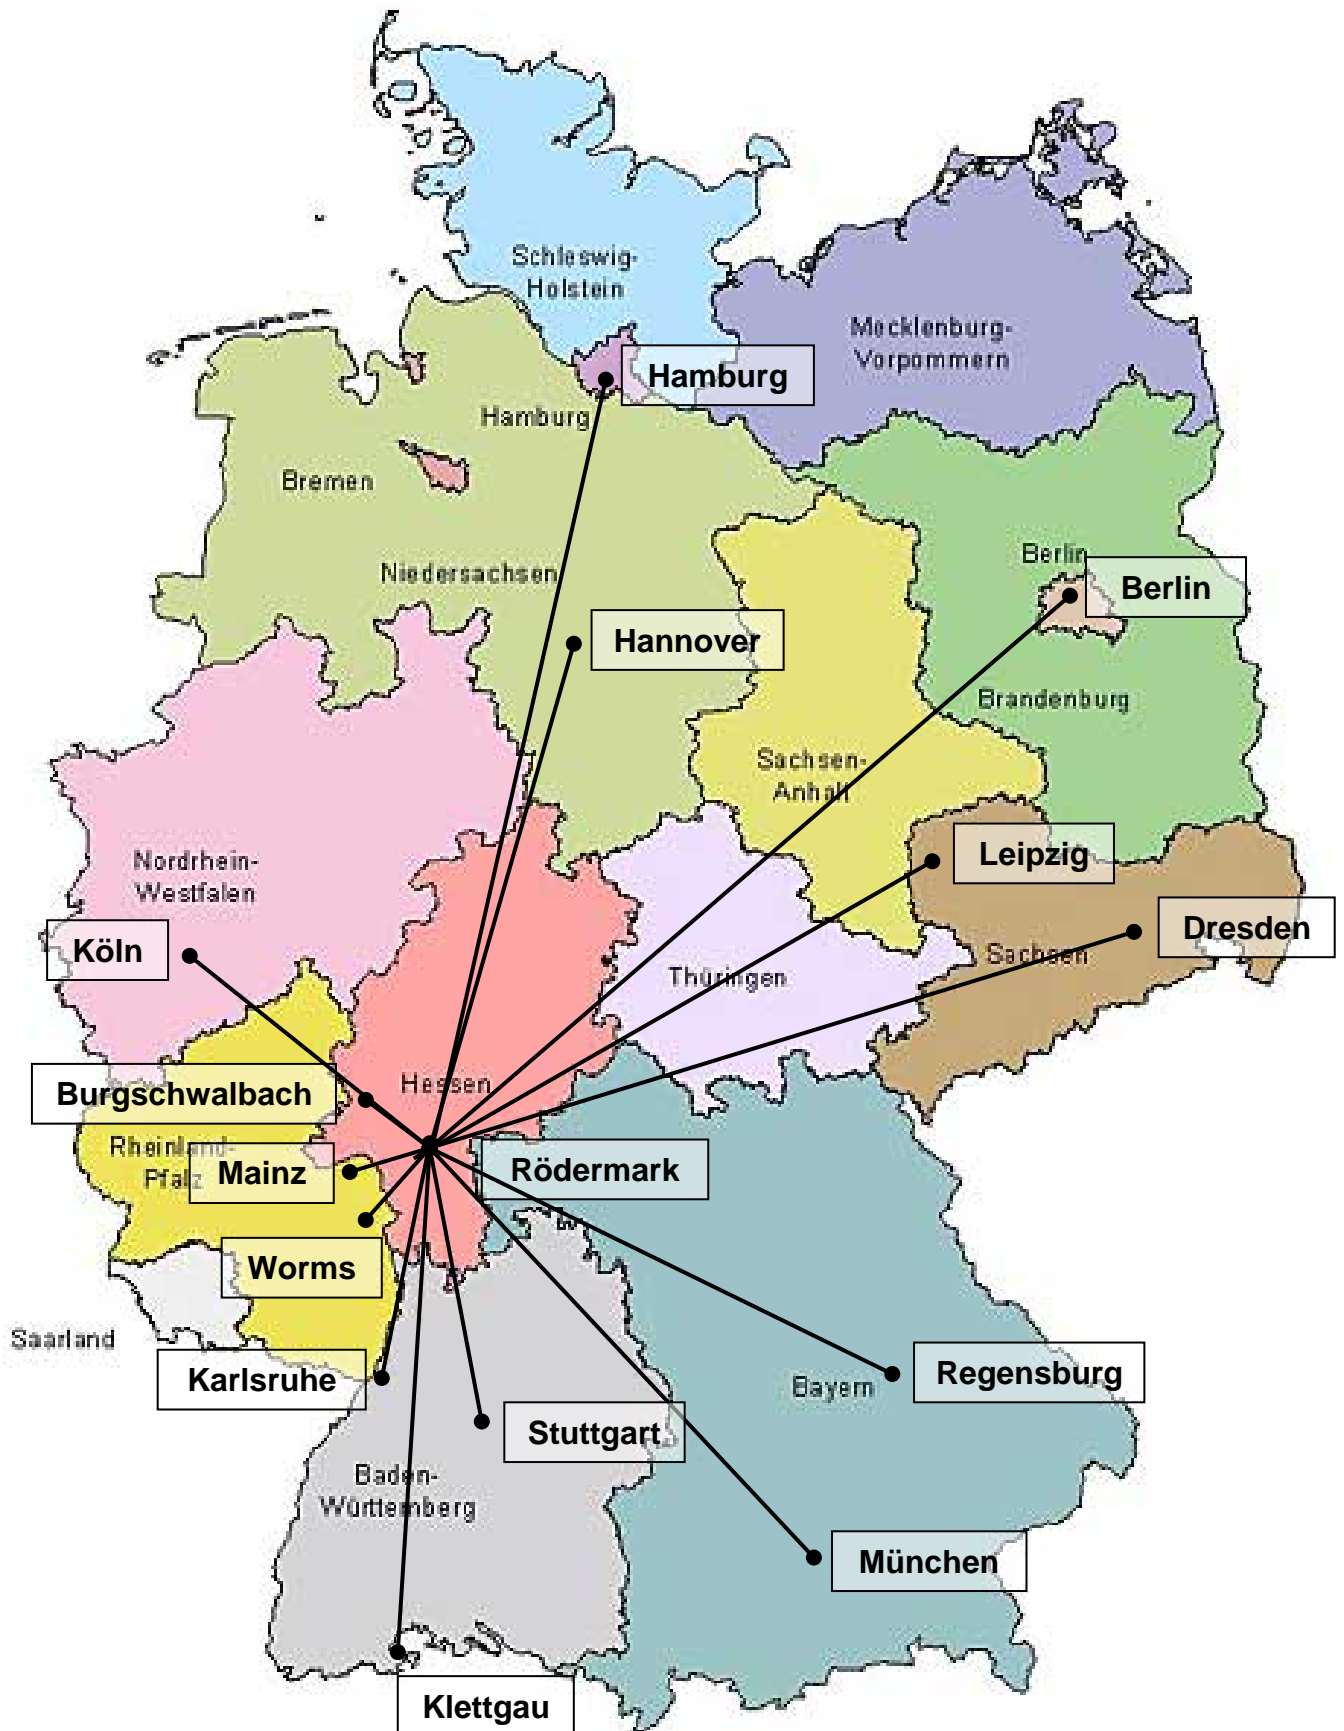 Schleswig-
Holstein
Mecklenburg-
Vorpommern
Hamburg
Hamburg
Bremen
Berlin
Berlin
Niedersachsen
Hannover
Brandenburg
Sachsen-
Anhalt
Nordrhein-
Westfalen
Leipzig
Köln
Dresden
Sachsen
Thüringen
Burgschwalbach
Hessen
Rheinland-
Pfalz
Mainz
Rödermark
Worms
Saarland
Karlsruhe
Regensburg
Bayern
Stuttgart
Baden-
Württemberg
München
Klettgau